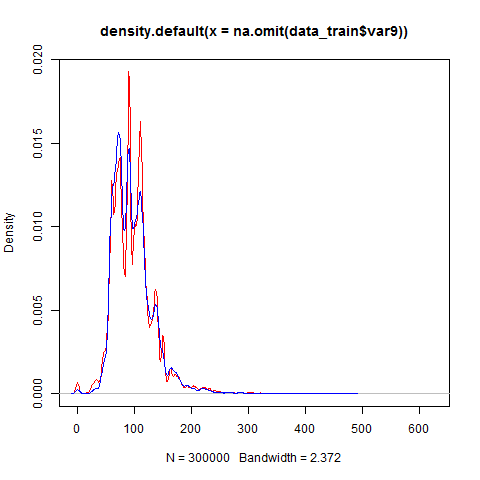 density.default(x = na.omit(data_train$var9))
Density
0.000 0.005 0.010 0.015 0.020
0 100 200 300 400 500 600
N = 300000 Bandwidth = 2.372